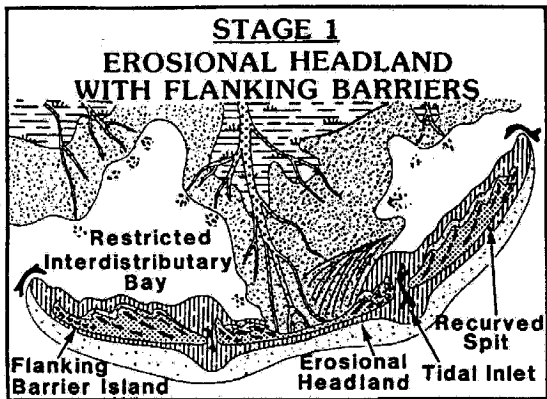 STAGE 1
EROSIONAL HEADLAND
WITH FLANKING BARRIERS
Restricted
Interdistributary
Bay
Flanking
Barrier Island
Erosional
Headland
Tidal Inlet
Recurved
Spit